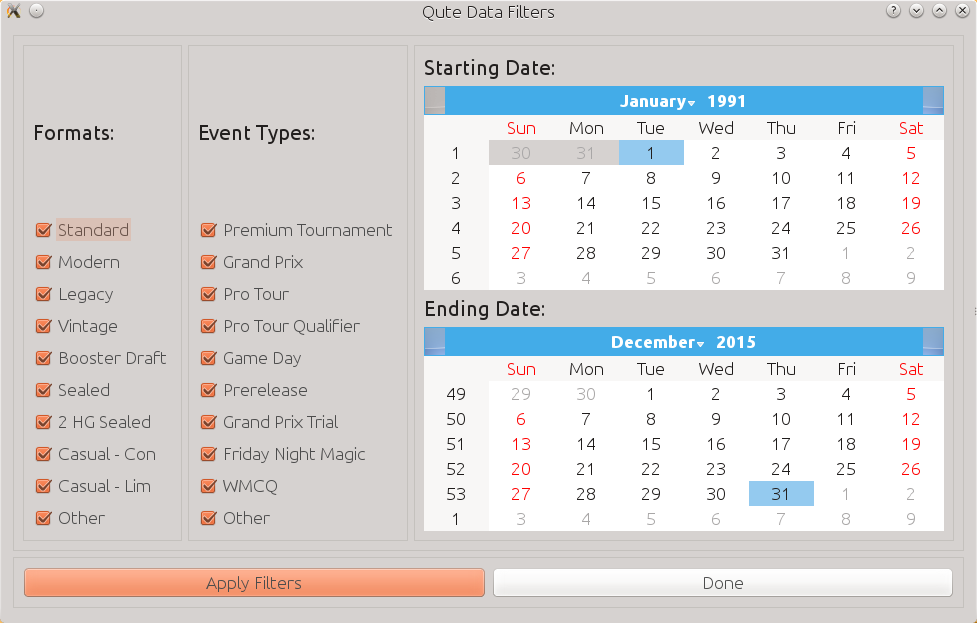 Qute Data Filters
Formats:
Standard
Modern
Legacy
Vintage
Booster Draft
Sealed
2 HG Sealed
Casual - Con
Casual - Lim
Other
Event Types:
Premium Tournament
Grand Prix
Pro Tour
Pro Tour Qualifier
Game Day
Prerelease
Grand Prix Trial
Friday Night Magic
WMCQ
Other
Starting Date:
January 1991
Sun Mon Tue Wed Thu Fri Sat
1 30 31 1 2 3 4 5
2 6 7 8 9 10 11 12
3 13 14 15 16 17 18 19
4 20 21 22 23 24 25 26
5 27 28 29 30 31 1 2
6 3 4 5 6 7 8 9
Ending Date:
December 2015
Sun Mon Tue Wed Thu Fri Sat
49 29 30 1 2 3 4 5
50 6 7 8 9 10 11 12
51 13 14 15 16 17 18 19
52 20 21 22 23 24 25 26
53 27 28 29 30 31 1 2
1 3 4 5 6 7 8 9
Apply Filters
Done